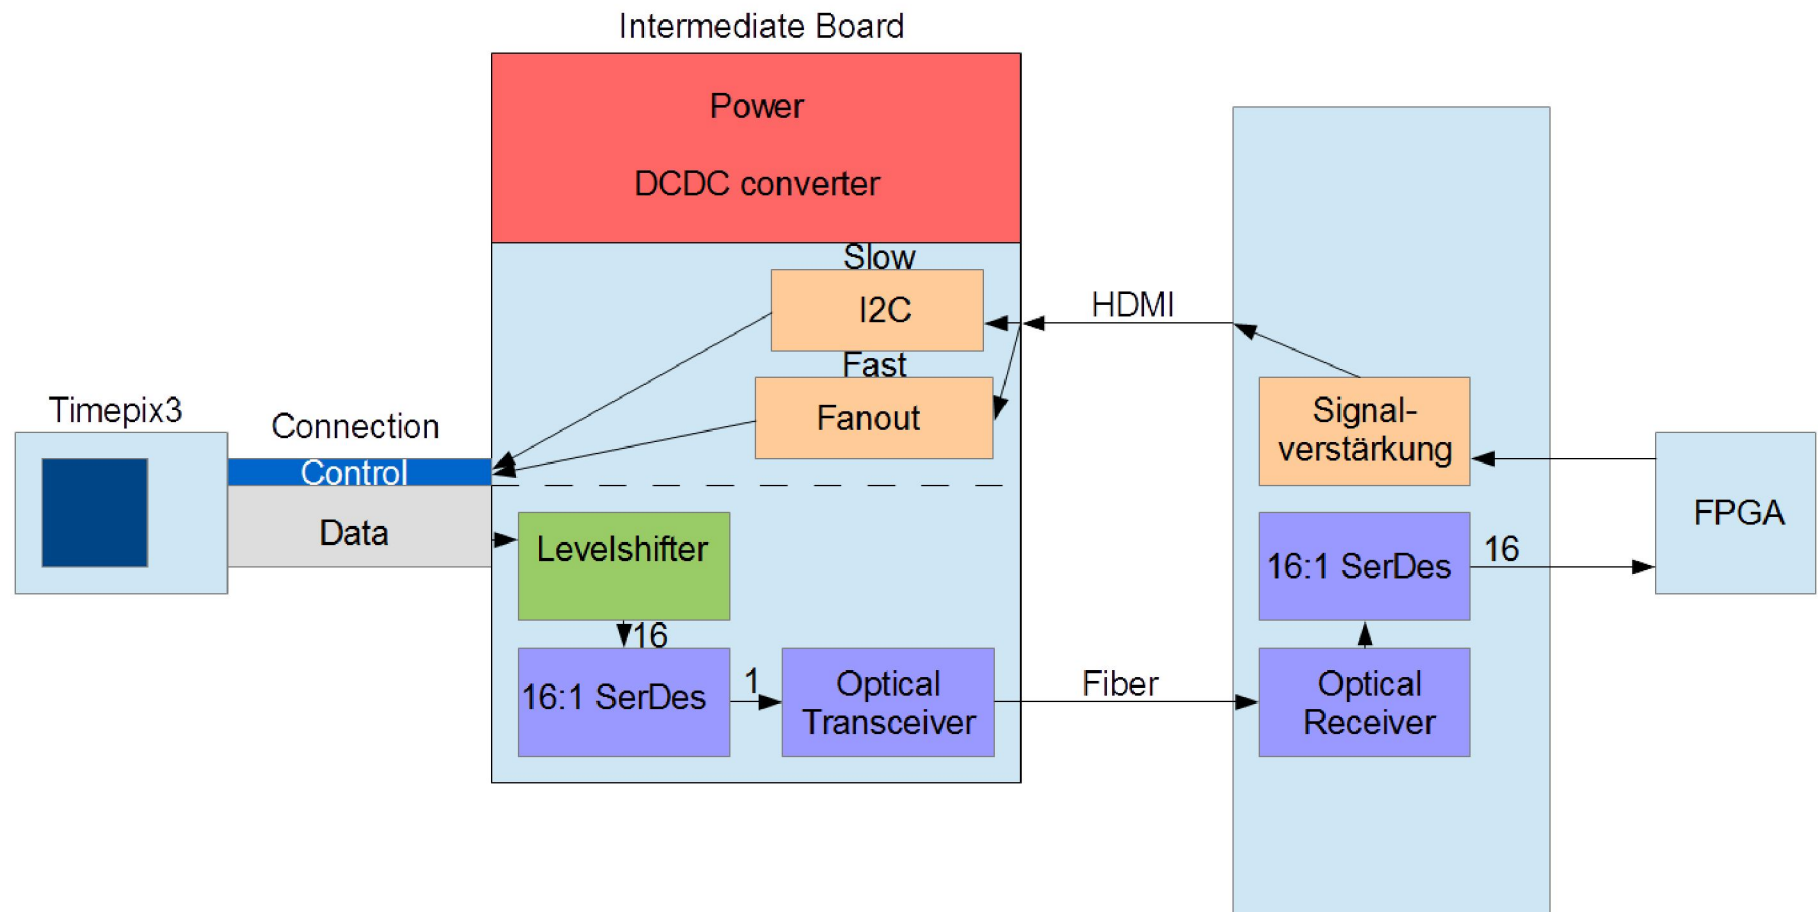 Intermediate Board
Power
DCDC converter
Slow
I2C
HDMI
Fast
Fanout
Signal-
verstärkung
Timepix3
Connection
Control
Data
FPGA
Levelshifter
16:1 SerDes
16
16
16:1 SerDes
1
Optical
Transceiver
Fiber
Optical
Receiver